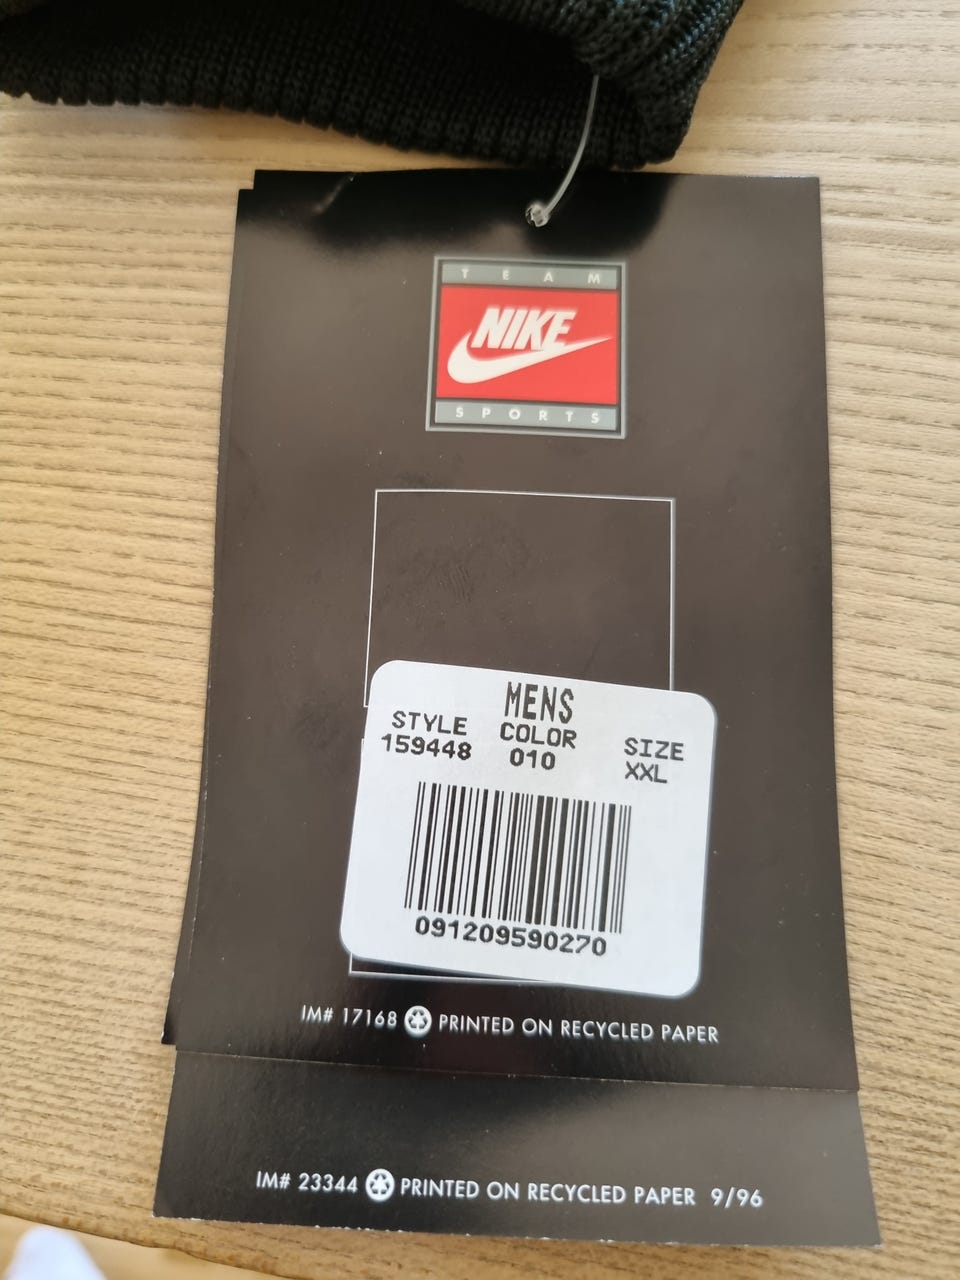 TEAM
NIKE
SPORTS
MENS
STYLE COLOR SIZE
159448 010 XXL
091209590270
IM# 17168 PRINTED ON RECYCLED PAPER
IM# 23344 PRINTED ON RECYCLED PAPER 9/96